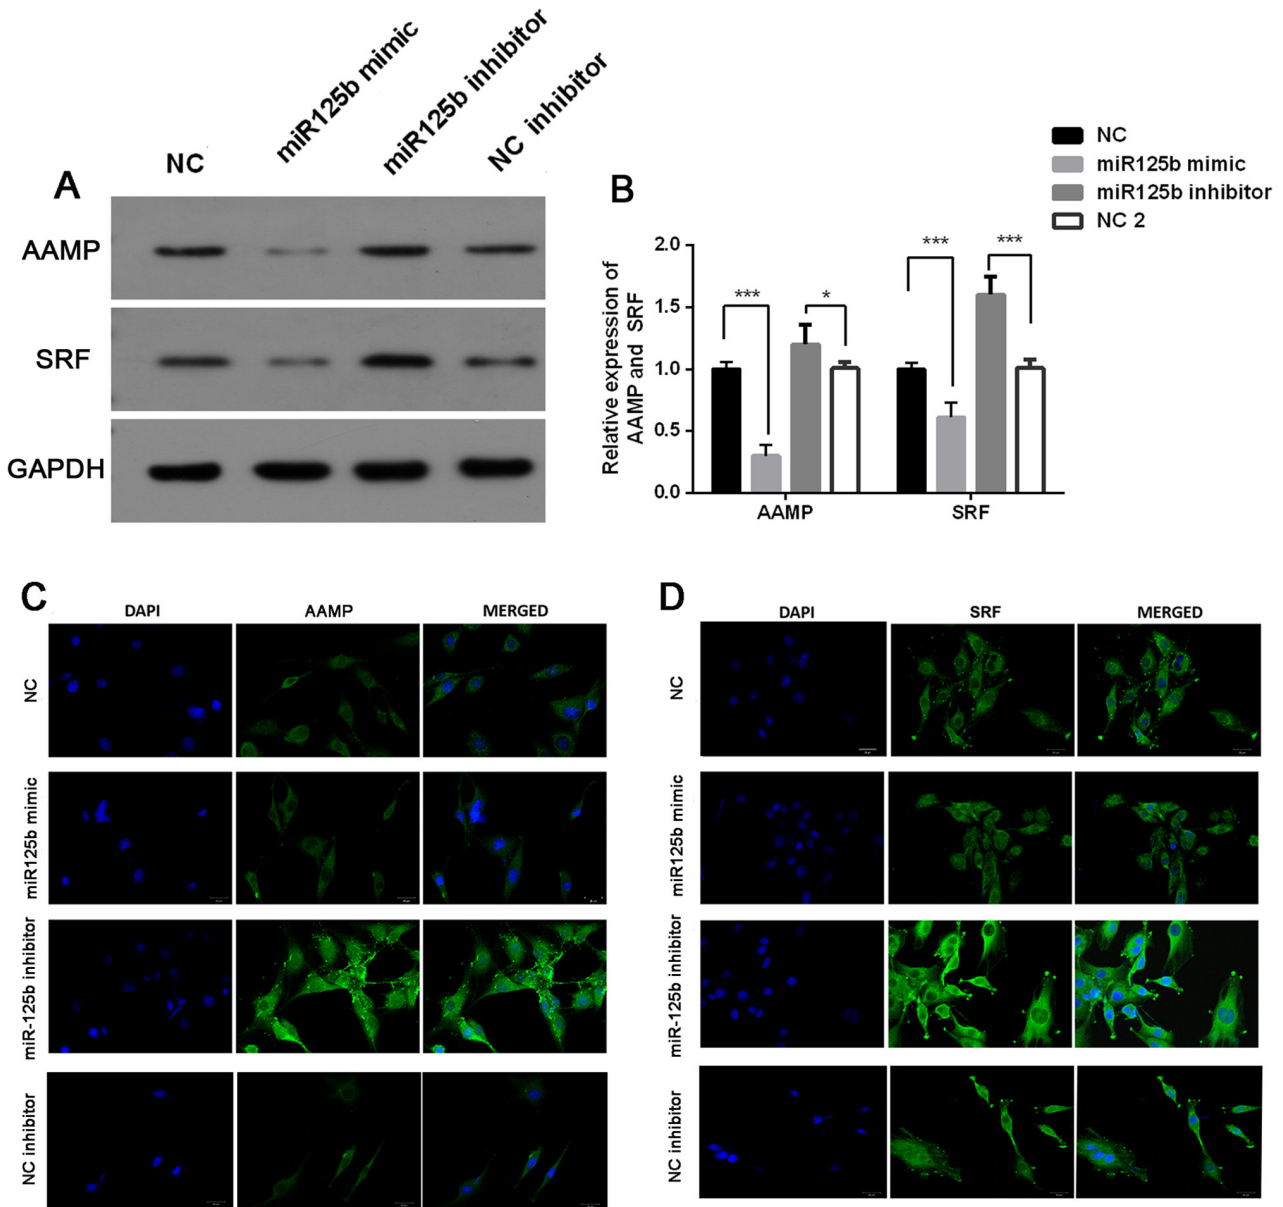 A
NC
miR125b mimic
miR125b inhibitor
NC inhibitor
AAMP
SRF
GAPDH
B
NC
miR125b mimic
miR125b inhibitor
NC 2
Relative expression of
AAMP and SRF
2.0
1.5
1.0
0.5
0.0
***
*
***
***
AAMP
SRF
C
DAPI
AAMP
MERGED
NC
miR125b mimic
miR-125b inhibitor
NC inhibitor
D
DAPI
SRF
MERGED
NC
miR125b mimic
miR-125b inhibitor
NC inhibitor